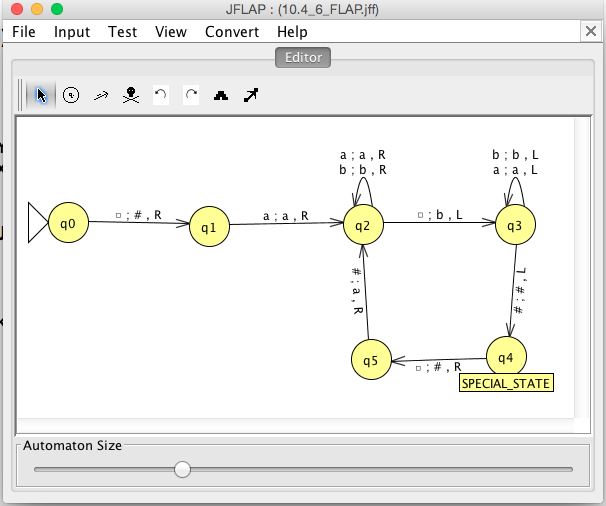 JFLAP : (10.4_6_FLAP.jff)
File Input Test View Convert Help
Editor
a ; a , R
b ; b , R
b ; b , L
a ; a , L
q0
□ ; # , R
q1
a ; a , R
q2
□ ; b , L
q3
# ; a , R
# ; # , L
q5
□ ; # , R
q4
SPECIAL_STATE
Automaton Size